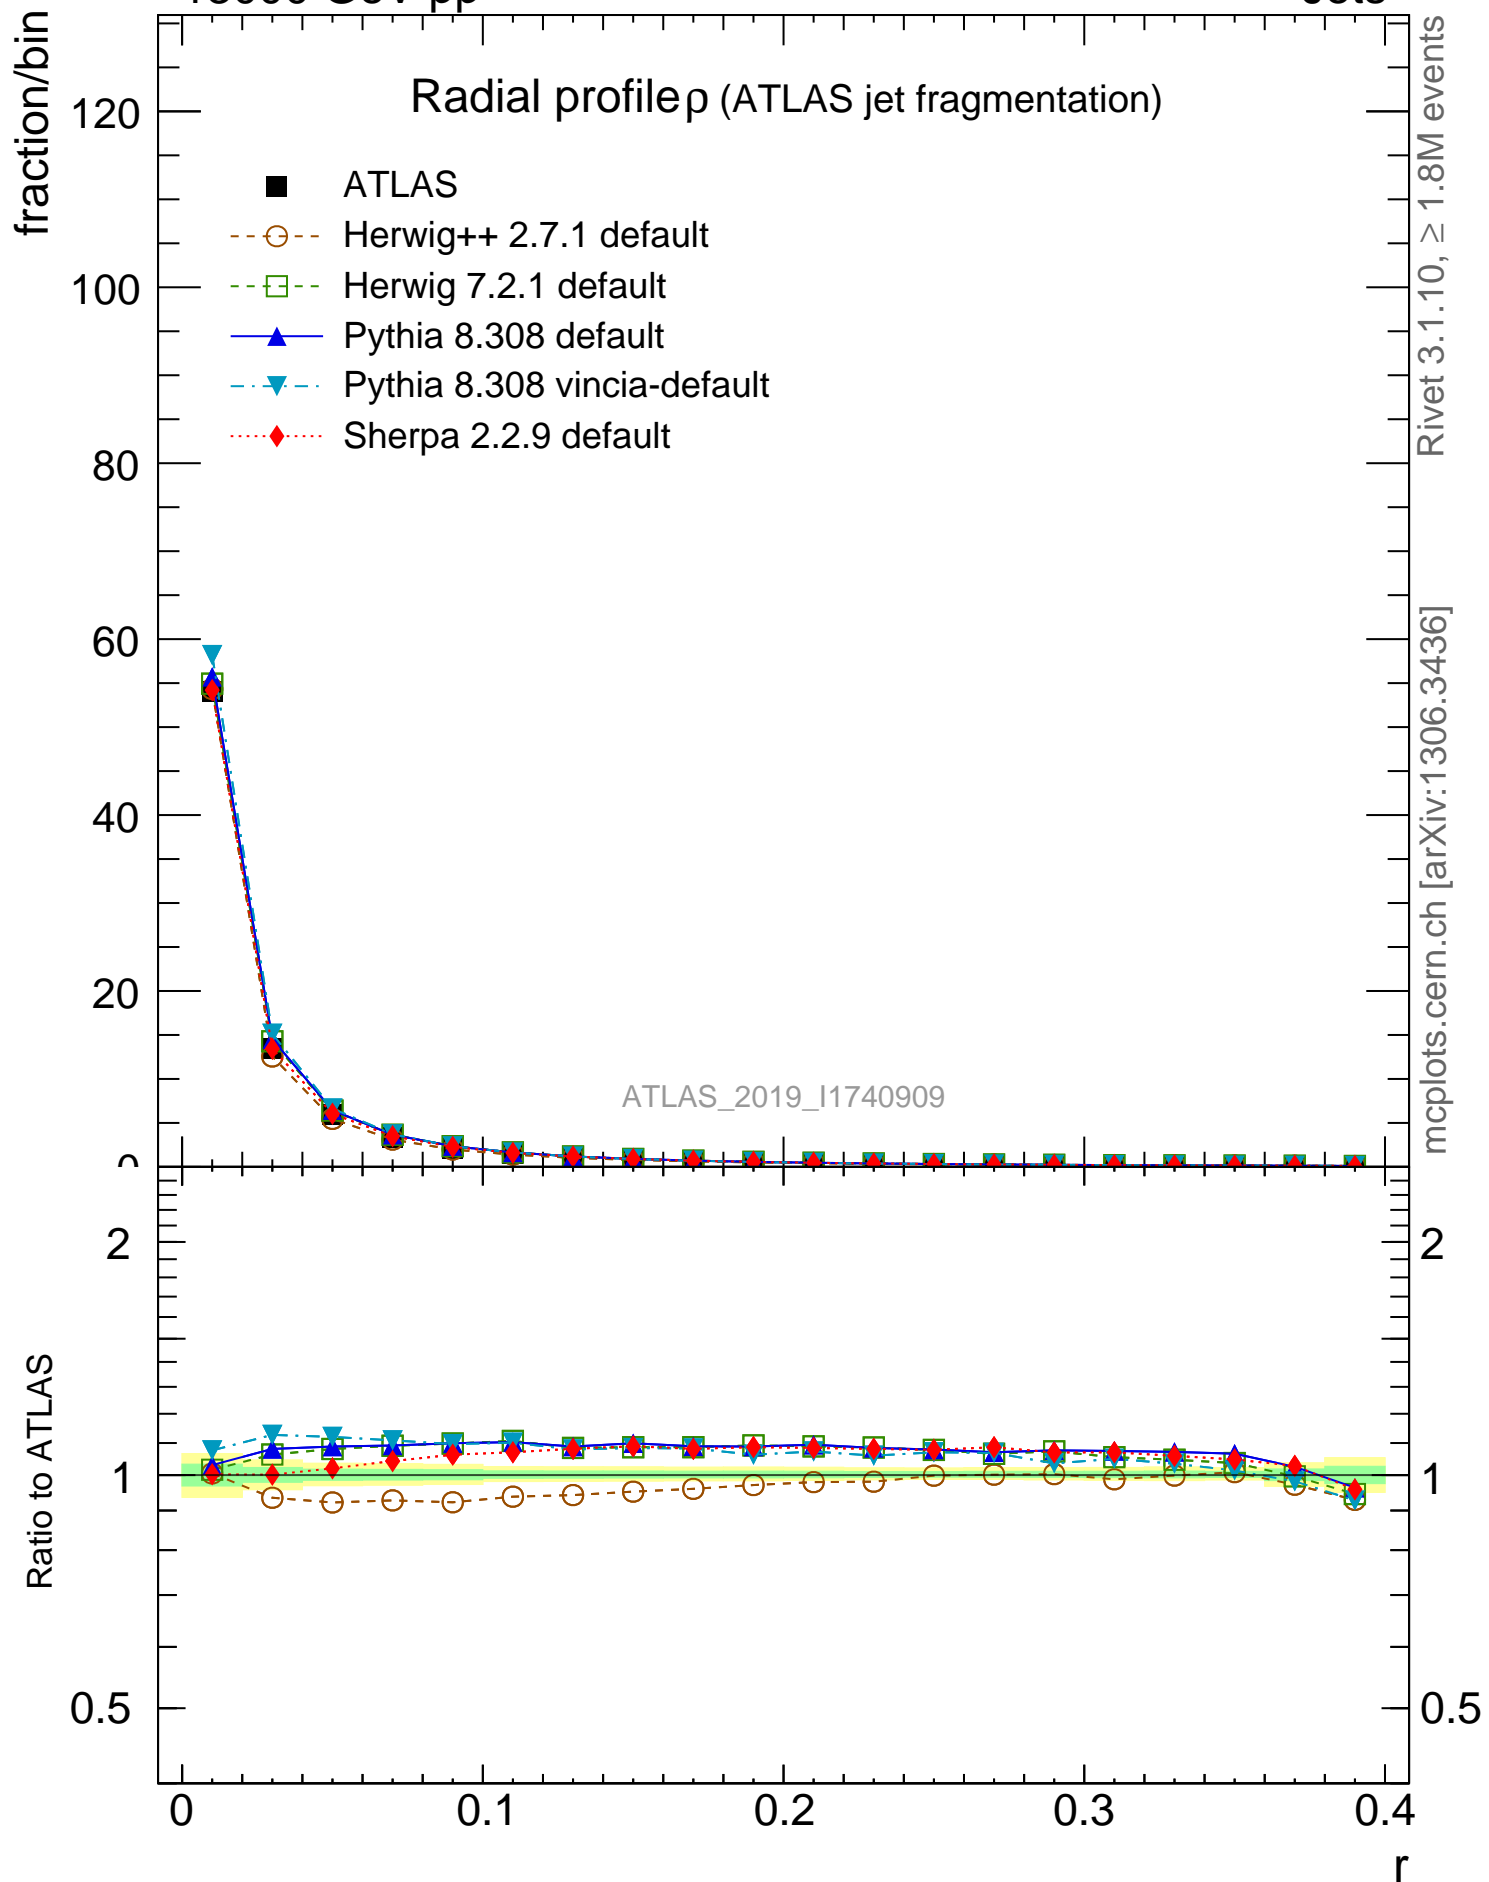 fraction/bin
Radial profile ρ (ATLAS jet fragmentation)
ATLAS
Herwig++ 2.7.1 default
Herwig 7.2.1 default
Pythia 8.308 default
Pythia 8.308 vincia-default
Sherpa 2.2.9 default
120
100
80
60
40
20
0
ATLAS_2019_I1740909
Rivet 3.1.10, ≥ 1.8M events
mcplots.cern.ch [arXiv:1306.3436]
Ratio to ATLAS
2
1
0.5
2
1
0.5
0
0.1
0.2
0.3
0.4
r